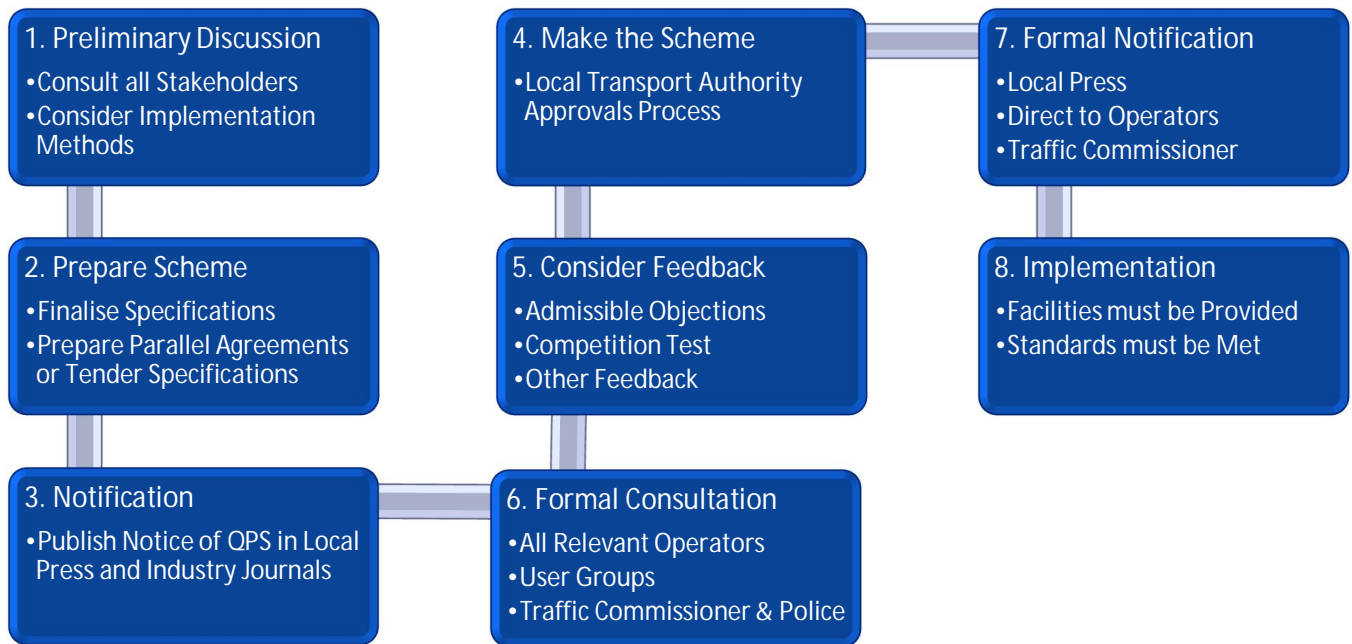 1. Preliminary Discussion
•Consult all Stakeholders
•Consider Implementation
Methods
2. Prepare Scheme
•Finalise Specifications
•Prepare Parallel Agreements
or Tender Specifications
3. Notification
•Publish Notice of QPS in Local
Press and Industry Journals
4. Make the Scheme
•Local Transport Authority
Approvals Process
5. Consider Feedback
•Admissible Objections
•Competition Test
•Other Feedback
6. Formal Consultation
•All Relevant Operators
•User Groups
•Traffic Commissioner & Police
7. Formal Notification
•Local Press
•Direct to Operators
•Traffic Commissioner
8. Implementation
•Facilities must be Provided
•Standards must be Met